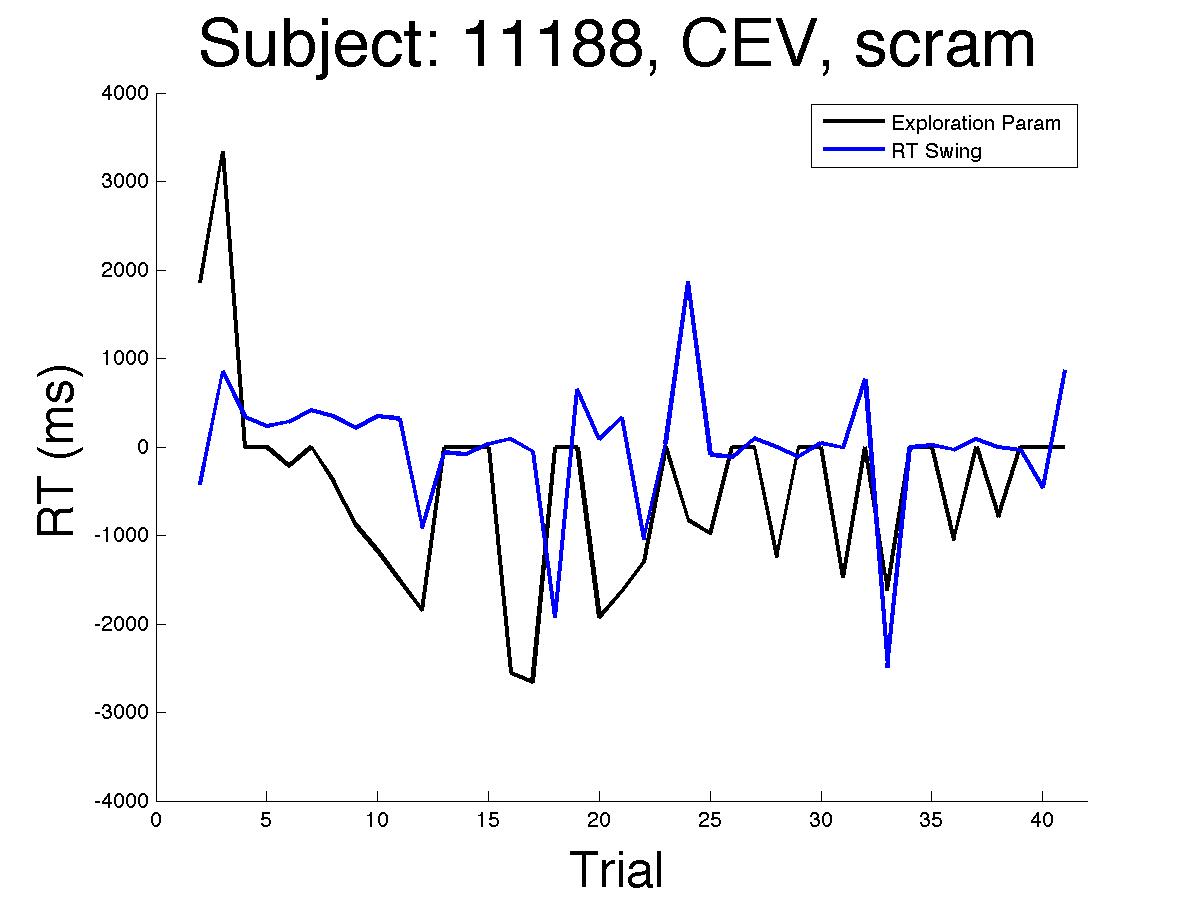 Subject: 11188, CEV, scram
4000
3000
2000
1000
0
-1000
-2000
-3000
-4000
RT (ms)
Exploration Param
RT Swing
0 5 10 15 20 25 30 35 40
Trial